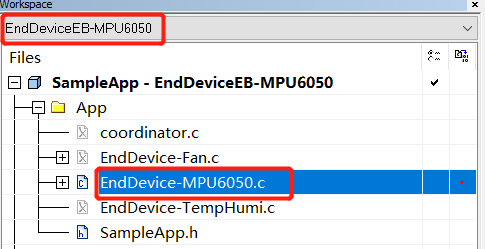 Workspace
EndDeviceEB-MPU6050
Files
SampleApp - EndDeviceEB-MPU6050
App
coordinator.c
EndDevice-Fan.c
EndDevice-MPU6050.c
EndDevice-TempHumi.c
SampleApp.h